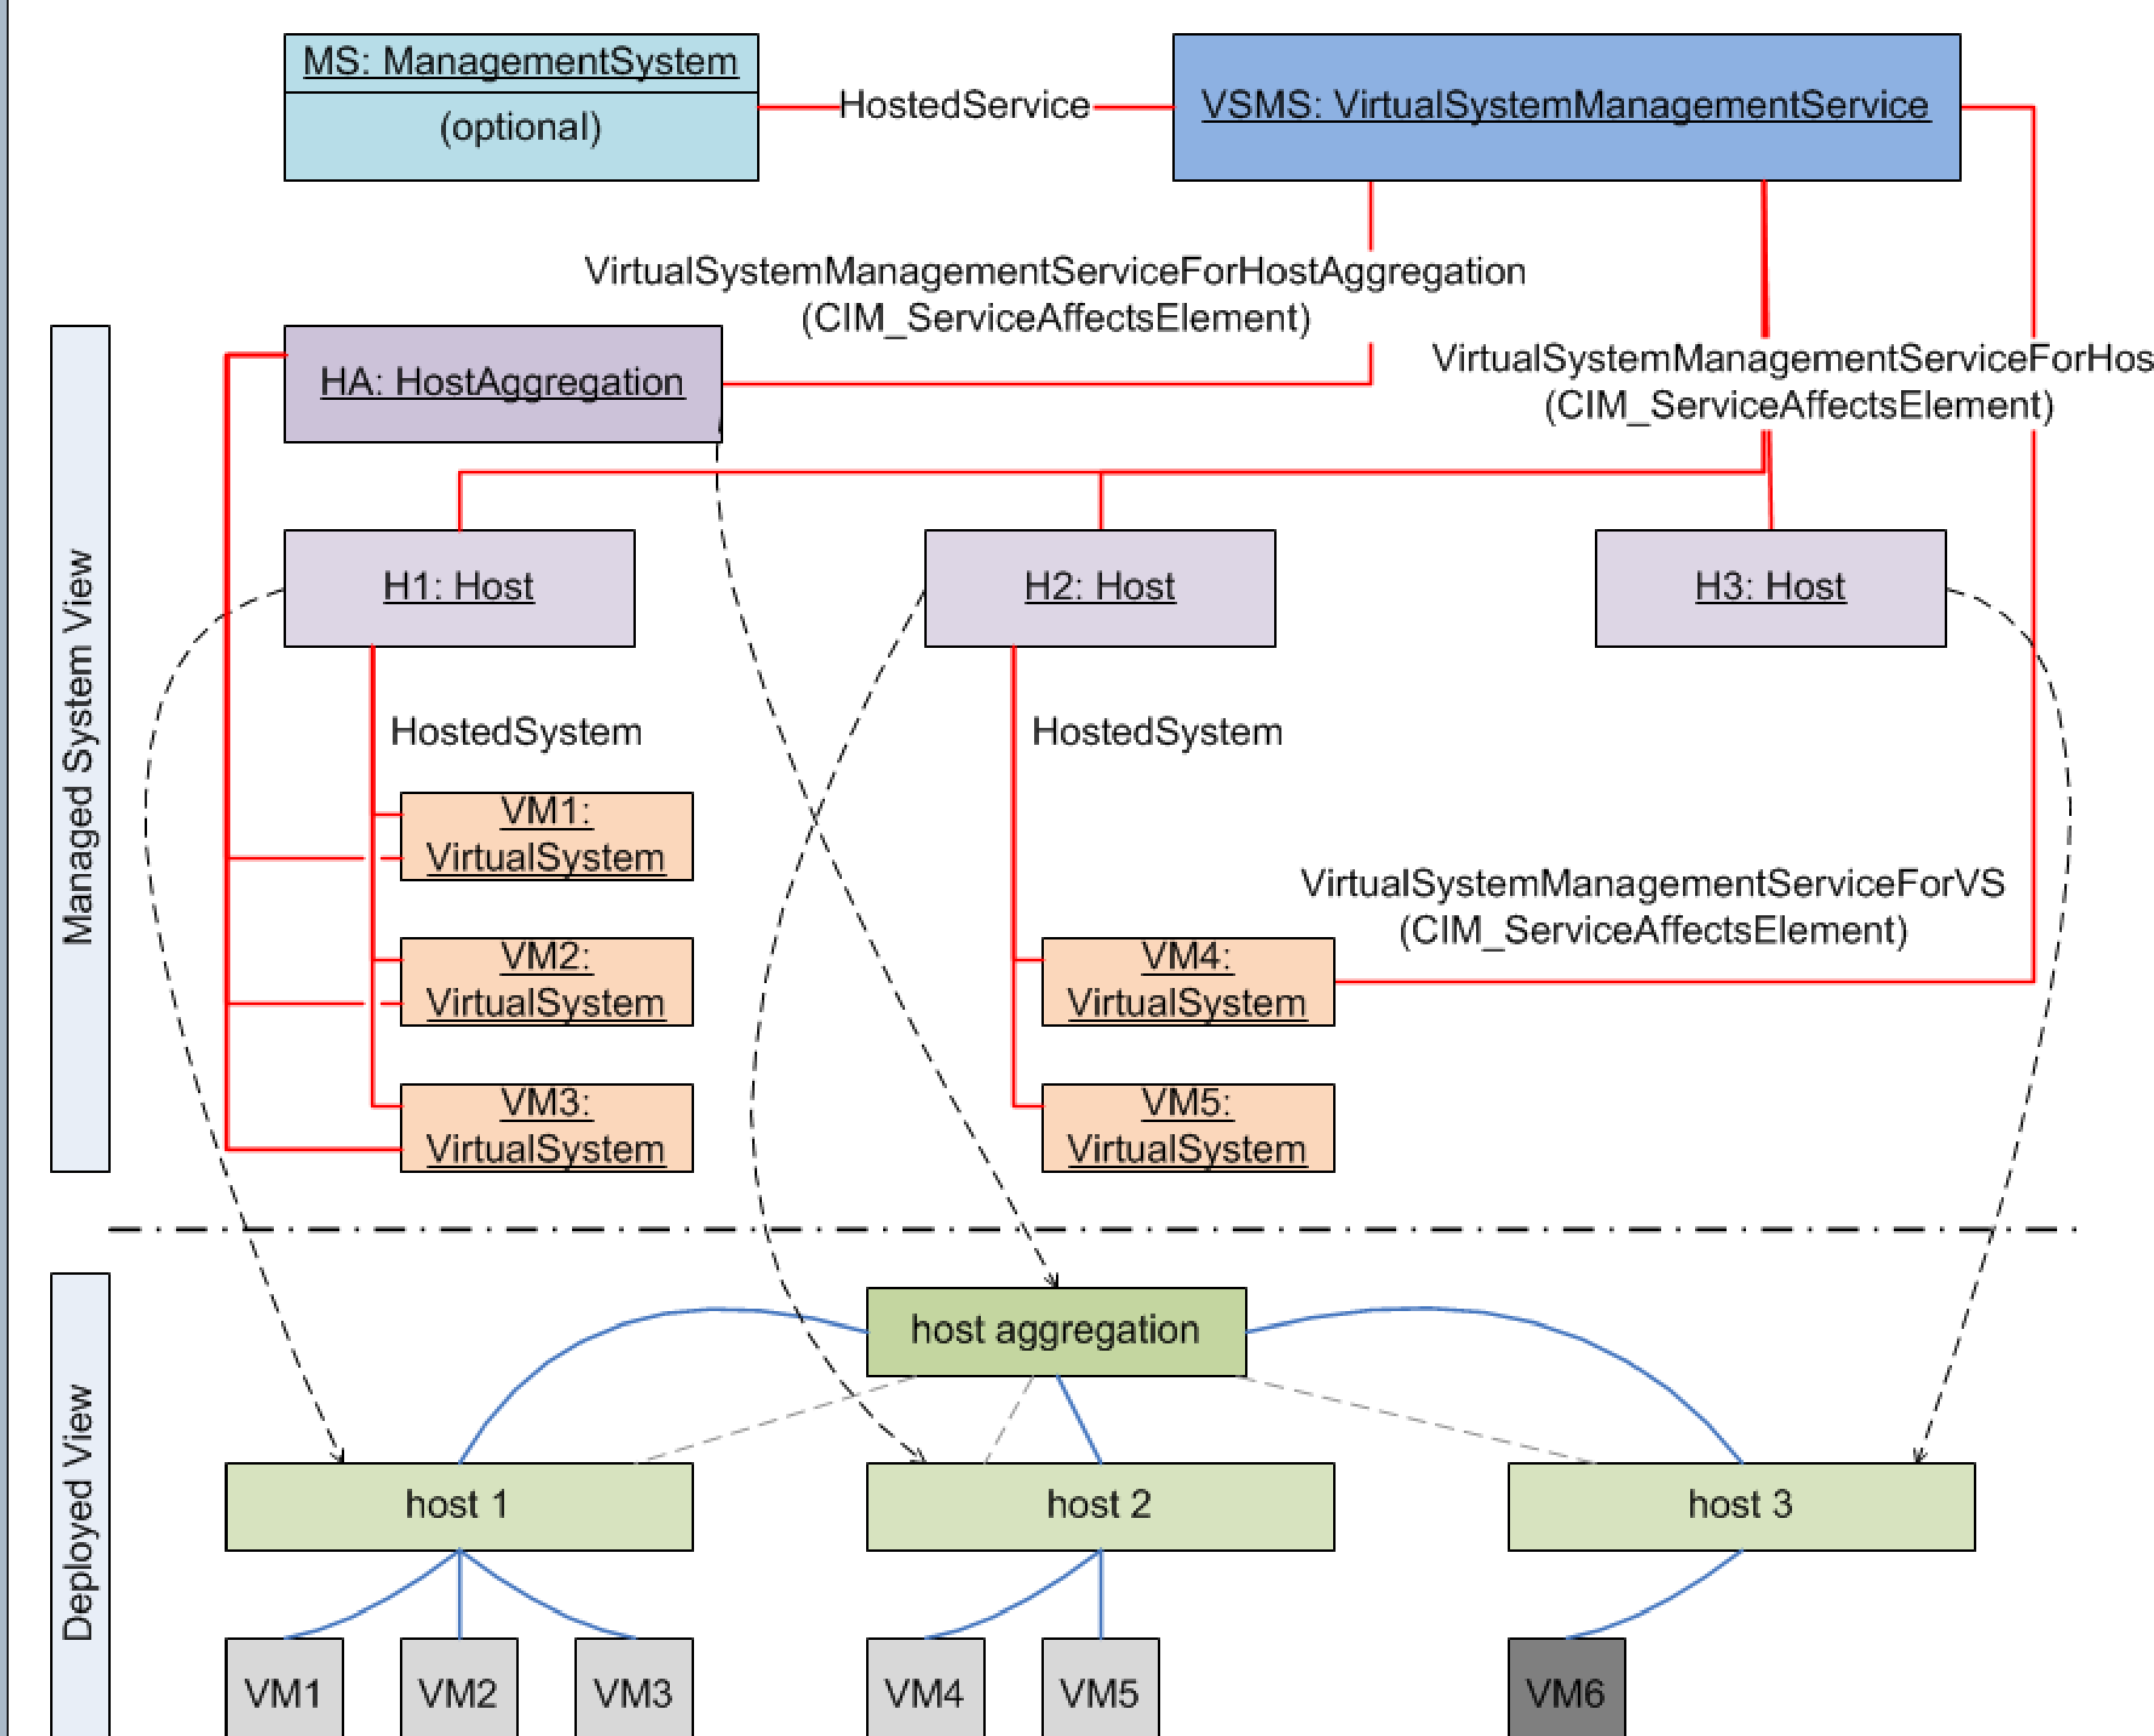 MS: ManagementSystem
(optional)
HostedService
VSMS: VirtualSystemManagementService
VirtualSystemManagementServiceForHostAggregation
(CIM_ServiceAffectsElement)
HA: HostAggregation
VirtualSystemManagementServiceForHos
(CIM_ServiceAffectsElement)
Managed System View
H1: Host
H2: Host
H3: Host
HostedSystem
HostedSystem
VM1:
VirtualSystem
VM2:
VirtualSystem
VM3:
VirtualSystem
VirtualSystemManagementServiceForVS
(CIM_ServiceAffectsElement)
VM4:
VirtualSystem
VM5:
VirtualSystem
Deployed View
host aggregation
host 1
host 2
host 3
VM1
VM2
VM3
VM4
VM5
VM6